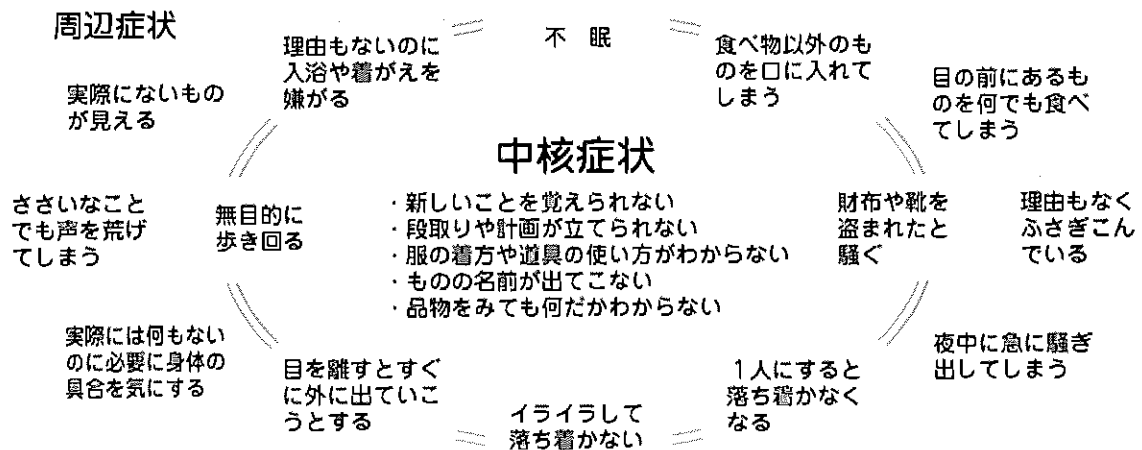 周辺症状
不 眠
理由もないのに
入浴や着がえを
嫌がる
食べ物以外のも
のを口に入れて
しまう
実際にないもの
が見える
目の前にあるも
のを何でも食べ
てしまう
中核症状
・新しいことを覚えられない
・段取りや計画が立てられない
・服の着方や道具の使い方がわからない
・ものの名前が出てこない
・品物をみても何だかわからない
ささいなこと
でも声を荒げ
てしまう
無目的に
歩き回る
財布や靴を
盗まれたと
騒ぐ
理由もなく
ふさぎこん
でいる
実際には何もない
のに必要に身体の
具合を気にする
目を離すとすぐ
に外に出ていこ
うとする
イライラして
落ち着かない
1人にすると
落ち着かなく
なる
夜中に急に騒ぎ
出してしまう